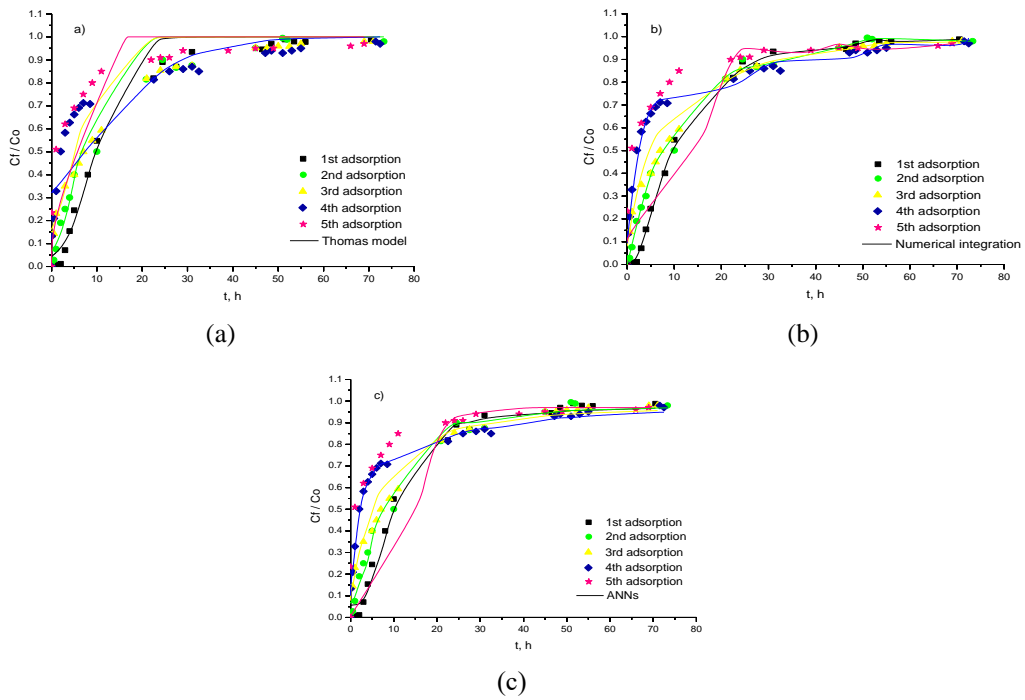 a)
1.1
1.0
0.9
0.8
0.7
0.6
0.5
0.4
0.3
0.2
0.1
0.0
Cf / Co
0 10 20 30 40 50 60 70 80
t, h
1st adsorption
2nd adsorption
3rd adsorption
4th adsorption
5th adsorption
Thomas model
(a)
b)
1.1
1.0
0.9
0.8
0.7
0.6
0.5
0.4
0.3
0.2
0.1
0.0
Cf / Co
0 10 20 30 40 50 60 70 80
t, h
1st adsorption
2nd adsorption
3rd adsorption
4th adsorption
5th adsorption
Numerical integration
(b)
c)
1.1
1.0
0.9
0.8
0.7
0.6
0.5
0.4
0.3
0.2
0.1
0.0
Cf / Co
0 10 20 30 40 50 60 70 80
t, h
1st adsorption
2nd adsorption
3rd adsorption
4th adsorption
5th adsorption
ANNs
(c)